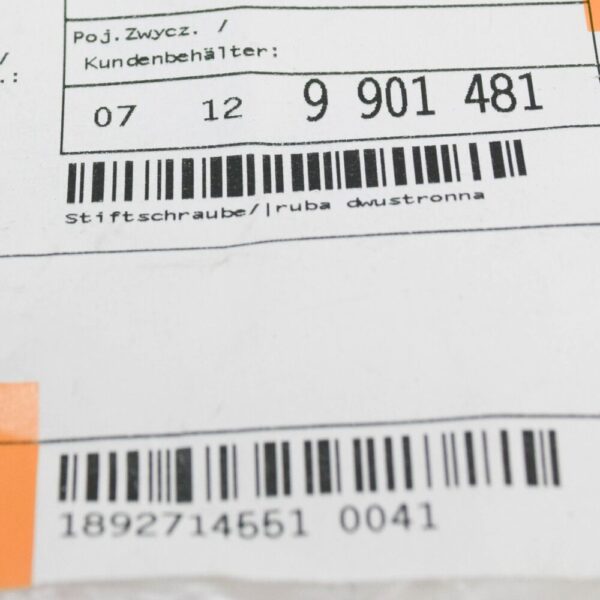 Poj.Zwycz. /
Kundenbehälter:
/
.:
07 12 9 901 481
Stiftschraube/|ruba dwustronna
1892714551 0041